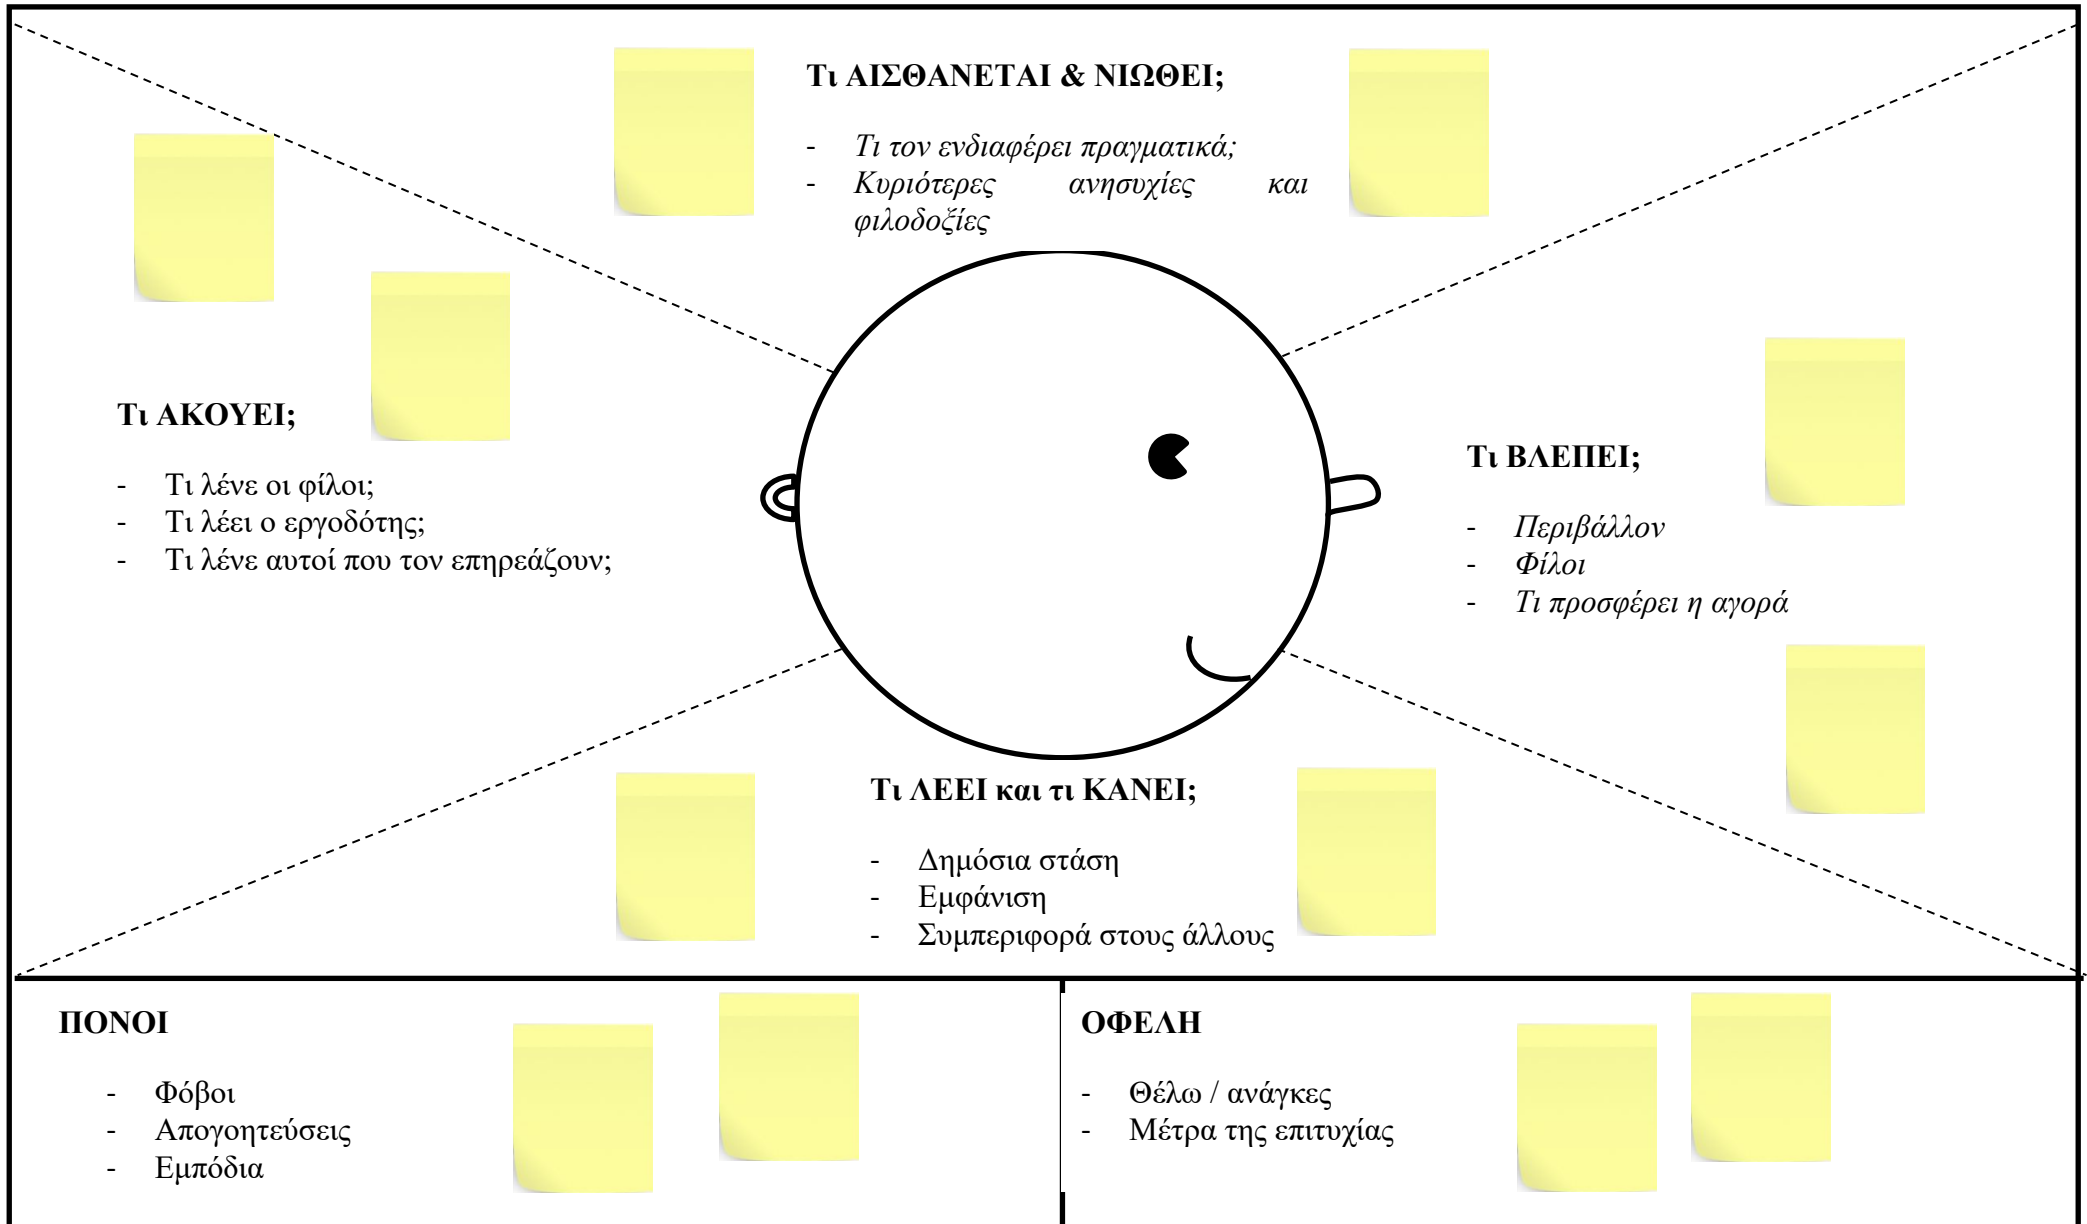 Τι ΑΙΣΘΑΝΕΤΑΙ & ΝΙΩΘΕΙ;
- Τι τον ενδιαφέρει πραγματικά;
- Κυριότερες ανησυχίες και
φιλοδοξίες
Τι ΑΚΟΥΕΙ;
- Τι λένε οι φίλοι;
- Τι λέει ο εργοδότης;
- Τι λένε αυτοί που τον επηρεάζουν;
Τι ΒΛΕΠΕΙ;
- Περιβάλλον
- Φίλοι
- Τι προσφέρει η αγορά
Τι ΛΕΕΙ και τι ΚΑΝΕΙ;
- Δημόσια στάση
- Εμφάνιση
- Συμπεριφορά στους άλλους
ΠΟΝΟΙ
- Φόβοι
- Απογοητεύσεις
- Εμπόδια
ΟΦΕΛΗ
- Θέλω / ανάγκες
- Μέτρα της επιτυχίας